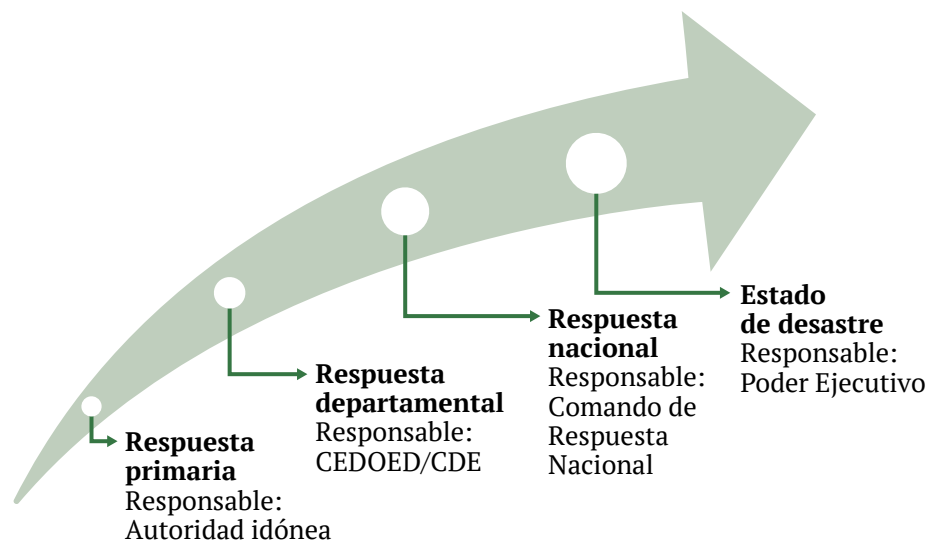 Respuesta
primaria
Responsable:
Autoridad idónea
Respuesta
departamental
Responsable:
CEDOED/CDE
Respuesta
nacional
Responsable:
Comando de
Respuesta
Nacional
Estado
de desastre
Responsable:
Poder Ejecutivo